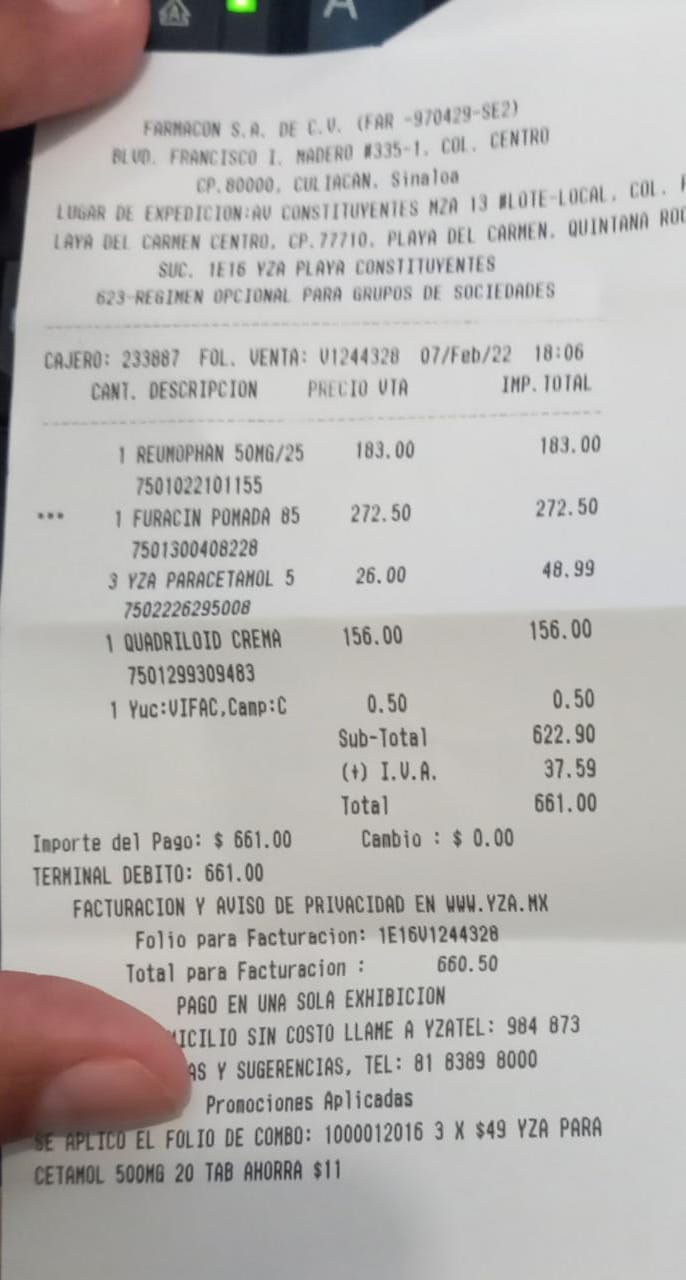 A
FARMACON S.A. DE C.V. (FAR -970429-SE2)
BLVD. FRANCISCO I. MADERO #335-1, COL. CENTRO
CP.80000, CULIACAN, Sinaloa
LUGAR DE EXPEDICION:AV CONSTITUYENTES MZA 13 #LOTE-LOCAL, COL. P
LAYA DEL CARMEN CENTRO, CP.77710, PLAYA DEL CARMEN, QUINTANA ROO
SUC. 1E16 YZA PLAYA CONSTITUYENTES
623-REGIMEN OPCIONAL PARA GRUPOS DE SOCIEDADES
CAJERO: 233887 FOL. VENTA: V1244328 07/Feb/22 18:06
CANT. DESCRIPCION PRECIO VTA IMP.TOTAL
1 REUMOPHAN 50MG/25 183.00 183.00
7501022101155
*** 1 FURACIN POMADA 85 272.50 272.50
7501300408228
3 YZA PARACETAMOL 5 26.00 48.99
7502226295008
1 QUADRILOID CREMA 156.00 156.00
7501299309483
1 Yuc:VIFAC,Camp:C 0.50 0.50
Sub-Total 622.90
(+) I.V.A. 37.59
Total 661.00
Importe del Pago: $ 661.00 Cambio : $ 0.00
TERMINAL DEBITO: 661.00
FACTURACION Y AVISO DE PRIVACIDAD EN WWW.YZA.MX
Folio para Facturacion: 1E16V1244328
Total para Facturacion : 660.50
PAGO EN UNA SOLA EXHIBICION
MICILIO SIN COSTO LLAME A YZATEL: 984 873
AS Y SUGERENCIAS, TEL: 81 8389 8000
Promociones Aplicadas
SE APLICO EL FOLIO DE COMBO: 1000012016 3 X $49 YZA PARA
CETAMOL 500MG 20 TAB AHORRA $11